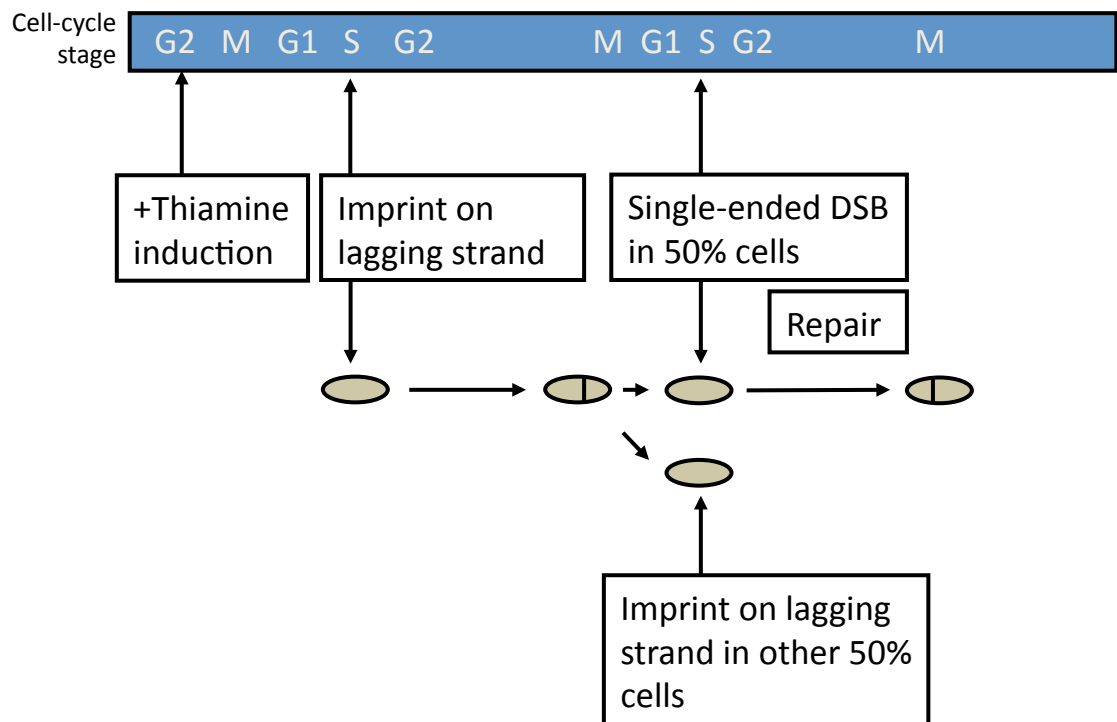 Cell-cycle
stage
G2 M G1 S G2 M G1 S G2 M
+Thiamine
induction
Imprint on
lagging strand
Single-ended DSB
in 50% cells
Repair
Imprint on lagging
strand in other 50%
cells